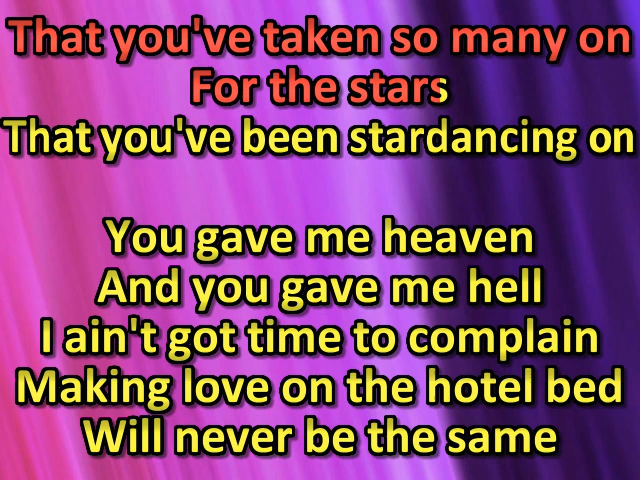 That you've taken so many on
For the stars
That you've been stardancing on
You gave me heaven
And you gave me hell
I ain't got time to complain
Making love on the hotel bed
Will never be the same